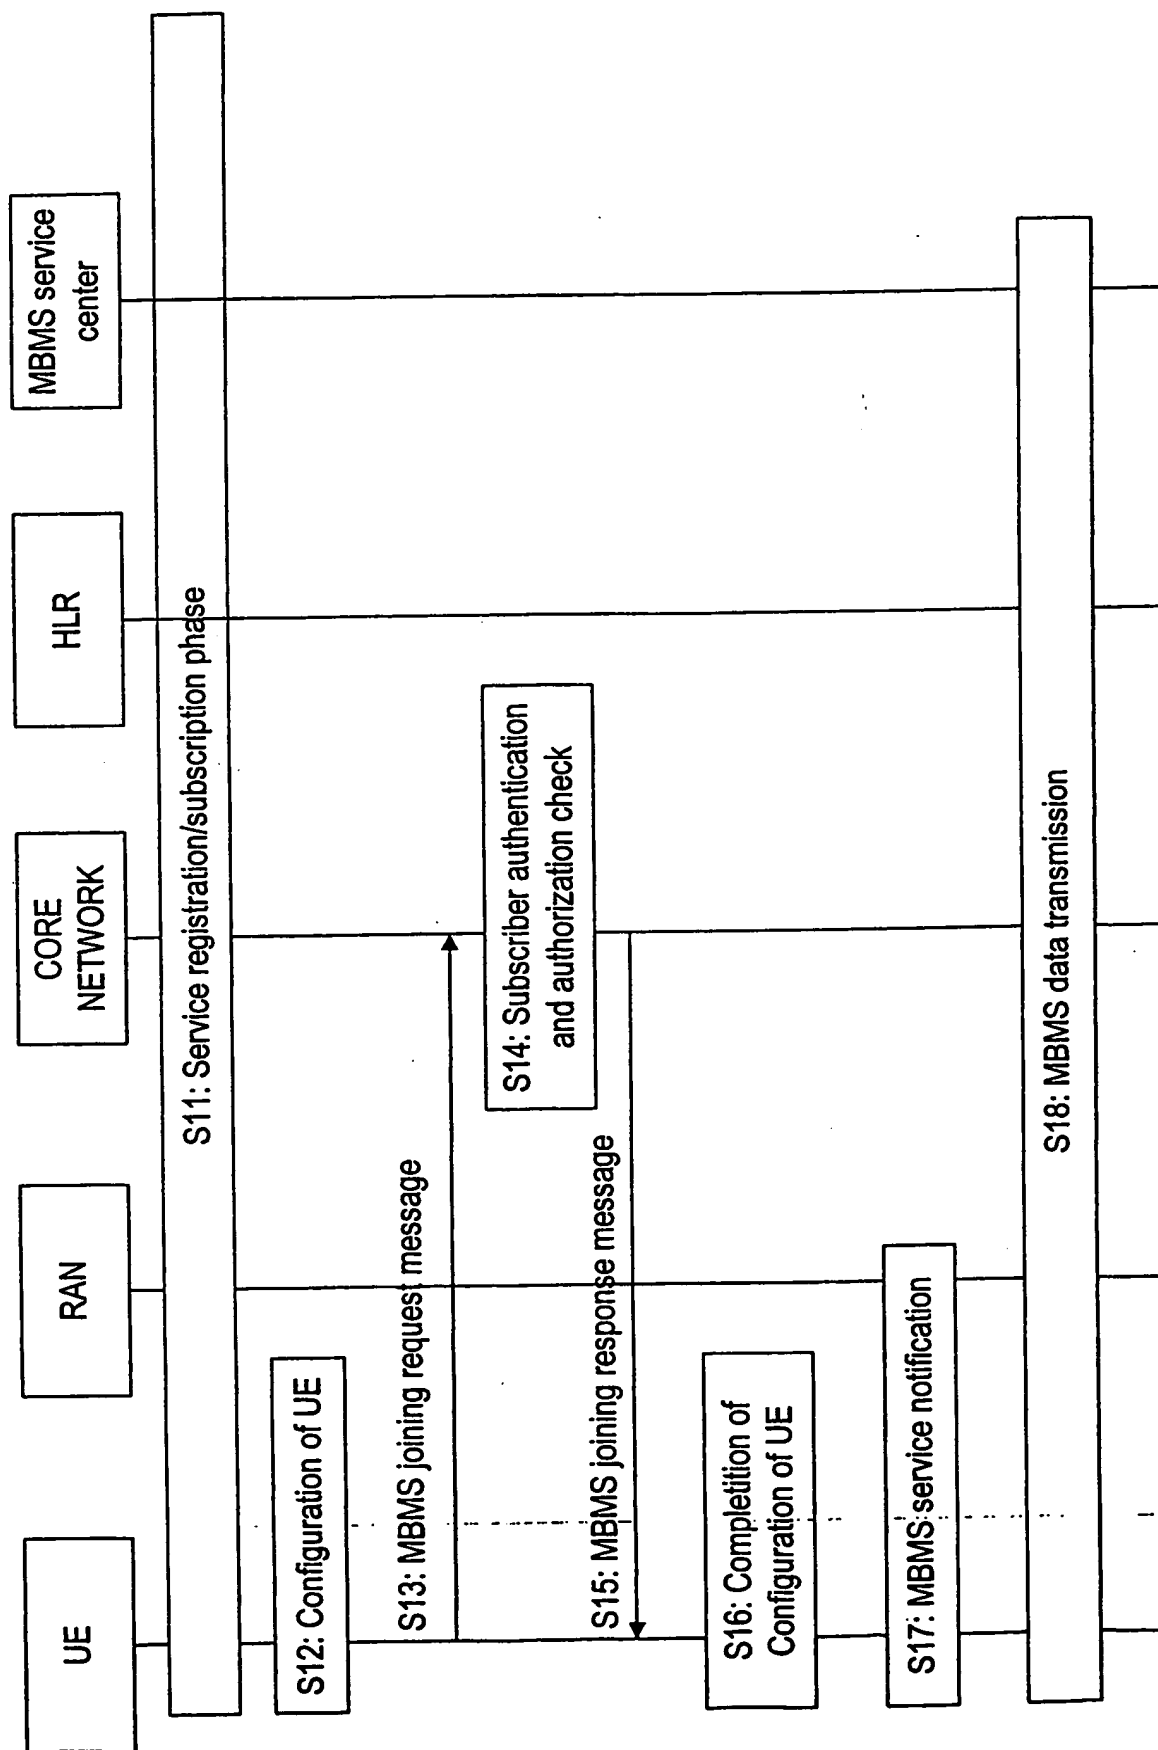 UE
RAN
CORE
NETWORK
HLR
MBMS service
center
S11: Service registration/subscription phase
S12: Configuration of UE
S13: MBMS joining request message
S14: Subscriber authentication
and authorization check
S15: MBMS joining response message
S16: Completition of
Configuration of UE
S17: MBMS service notification
S18: MBMS data transmission